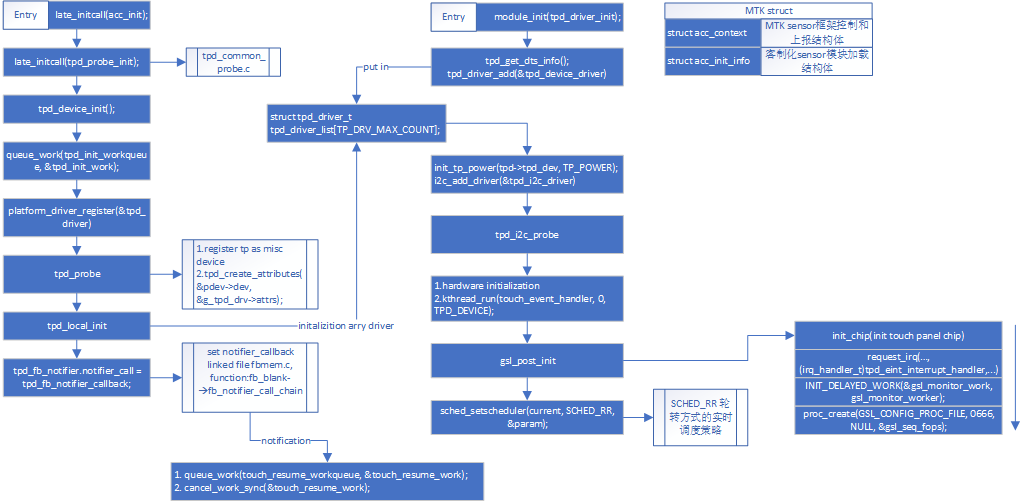 Entry
late_initcall(acc_init);
late_initcall(tpd_probe_init);
tpd_common_
probe.c
tpd_device_init();
queue_work(tpd_init_workqueu
e, &tpd_init_work);
platform_driver_register(&tpd_
driver)
tpd_probe
1.register tp as misc
device
2.tpd_create_attributes(
&pdev->dev,
&g_tpd_drv->attrs);
tpd_local_init
initalizition arry driver
tpd_fb_notifier.notifier_call =
tpd_fb_notifier_callback;
set notifier_callback
linked file fbmem.c,
function:fb_blank-
->fb_notifier_call_chain
notification
1. queue_work(touch_resume_workqueue, &touch_resume_work);
2. cancel_work_sync(&touch_resume_work);
Entry
module_init(tpd_driver_init);
tpd_get_dts_info();
tpd_driver_add(&tpd_device_driver)
put in
struct tpd_driver_t
tpd_driver_list[TP_DRV_MAX_COUNT];
init_tp_power(tpd->tpd_dev, TP_POWER);
i2c_add_driver(&tpd_i2c_driver)
tpd_i2c_probe
1.hardware initialization
2.kthread_run(touch_event_handler, 0,
TPD_DEVICE);
gsl_post_init
sched_setscheduler(current, SCHED_RR,
&param);
SCHED_RR 轮
转方式的实时
调度策略
MTK struct
struct acc_context
MTK sensor框架控制和
上报结构体
struct acc_init_info
客制化sensor模块加载
结构体
init_chip(init touch panel chip)
request_irq(...,
(irq_handler_t)tpd_eint_interrupt_handler,...)
INIT_DELAYED_WORK(&gsl_monitor_work,
gsl_monitor_worker);
proc_create(GSL_CONFIG_PROC_FILE, 0666,
NULL, &gsl_seq_fops);